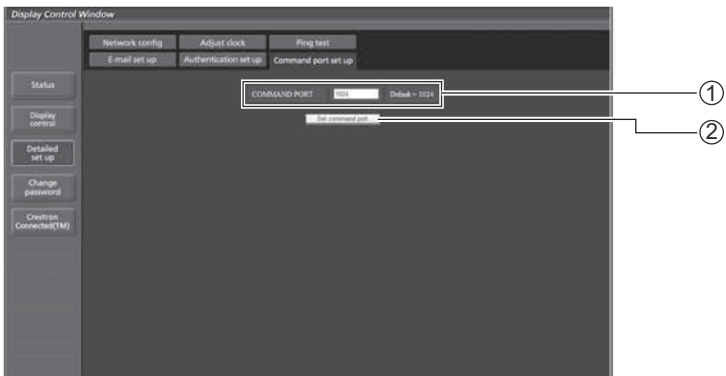 Display Control Window
Network config Adjust clock Ping test
E-mail set up Authentication set up Command port set up
Status
COMMAND PORT 1024 Default = 1024 ①
Set command port ②
Display control
Detailed set up
Change password
Crestron Connected(TM)